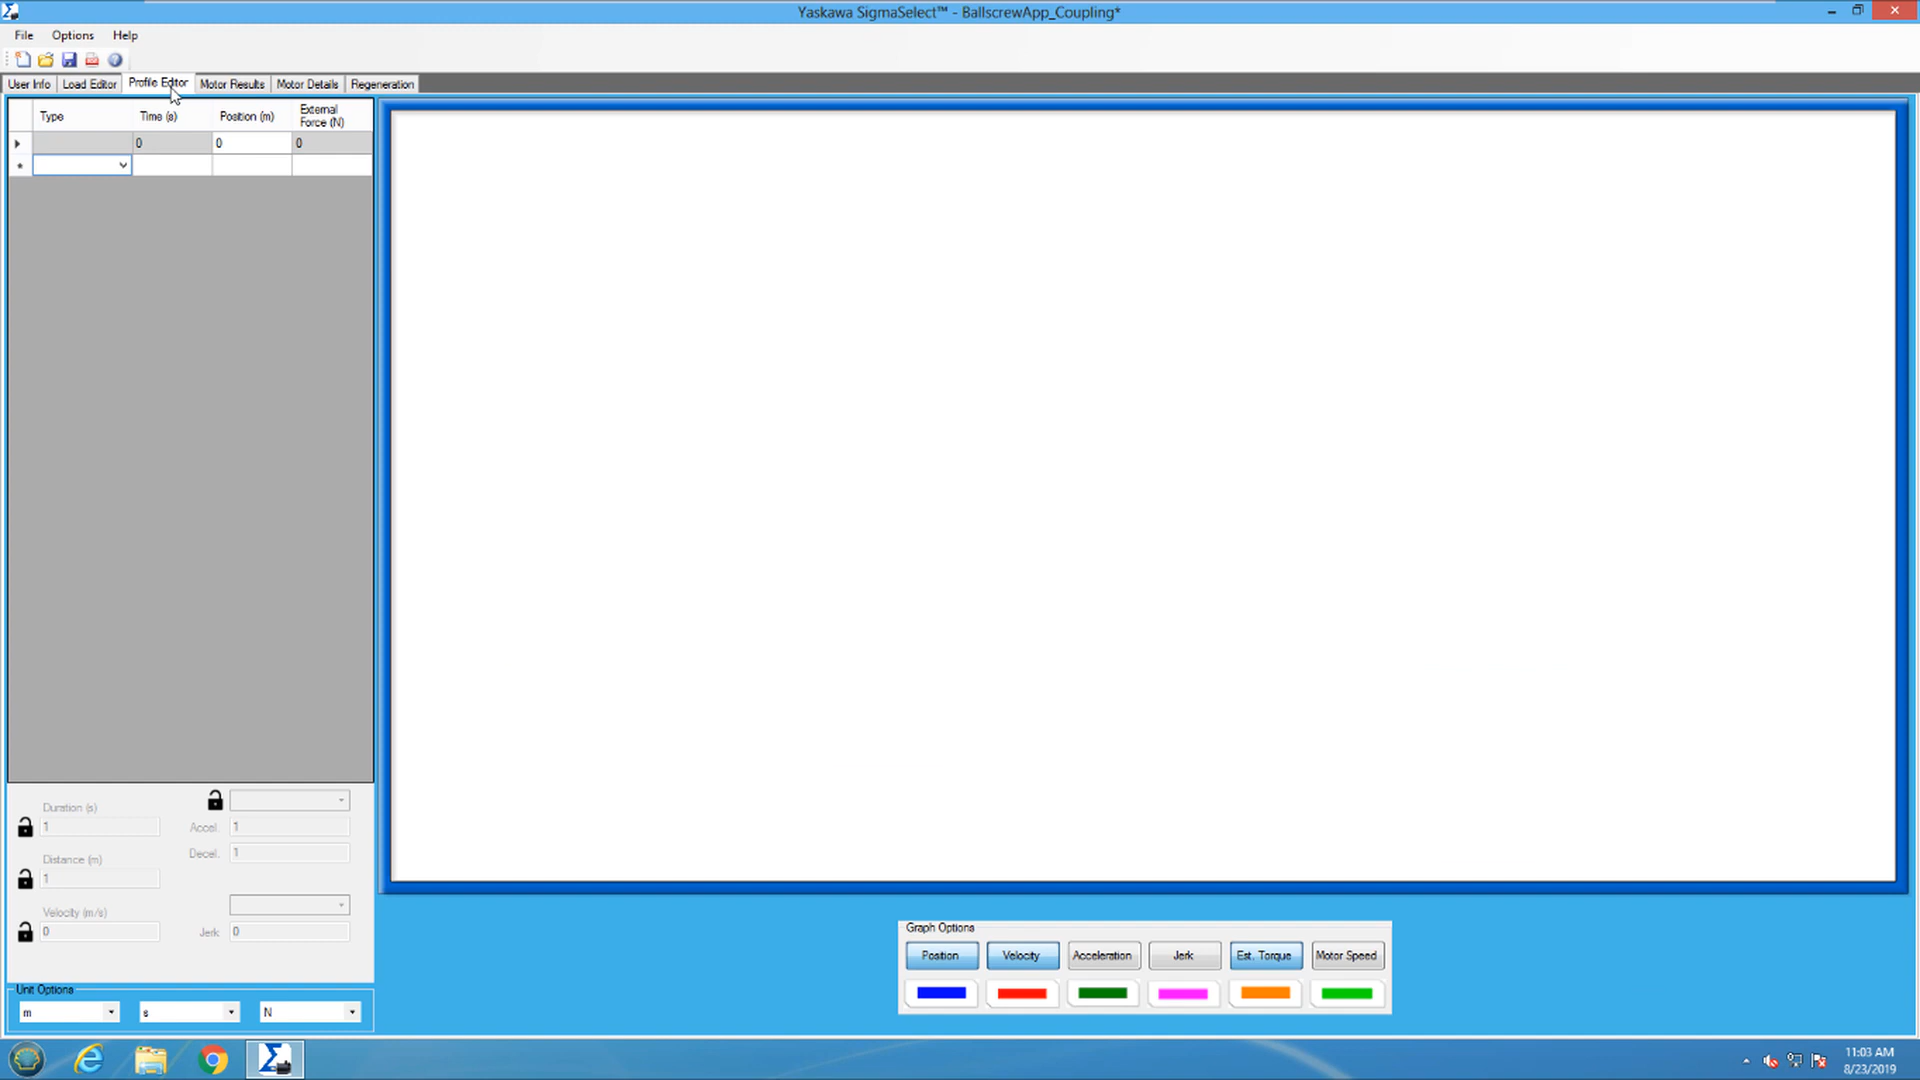 Yaskawa SigmaSelect™ - BallscrewApp_Coupling*
File Options Help
User Info Load Editor Profile Editor Motor Results Motor Details Regeneration
Type Time (s) Position (m) External Force (N)
0 0 0
Duration (s)
1
Accel. 1
Decel. 1
Distance (m)
1
Velocity (m/s)
0
Jerk 0
Unit Options
m s N
Graph Options
Position Velocity Acceleration Jerk Est. Torque Motor Speed
11:03 AM
8/23/2019